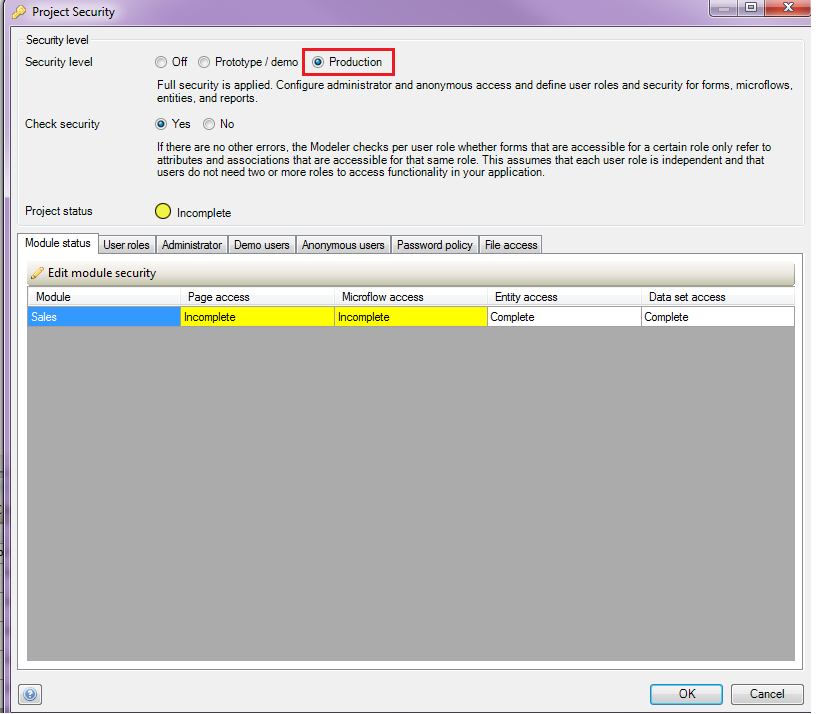 Project Security
Security level
Security level Off Prototype / demo Production
Full security is applied. Configure administrator and anonymous access and define user roles and security for forms, microflows,
entities, and reports.
Check security Yes No
If there are no other errors, the Modeler checks per user role whether forms that are accessible for a certain role only refer to
attributes and associations that are accessible for that same role. This assumes that each user role is independent and that
users do not need two or more roles to access functionality in your application.
Project status Incomplete
Module status User roles Administrator Demo users Anonymous users Password policy File access
Edit module security
Module Page access Microflow access Entity access Data set access
Sales Incomplete Incomplete Complete Complete
OK Cancel